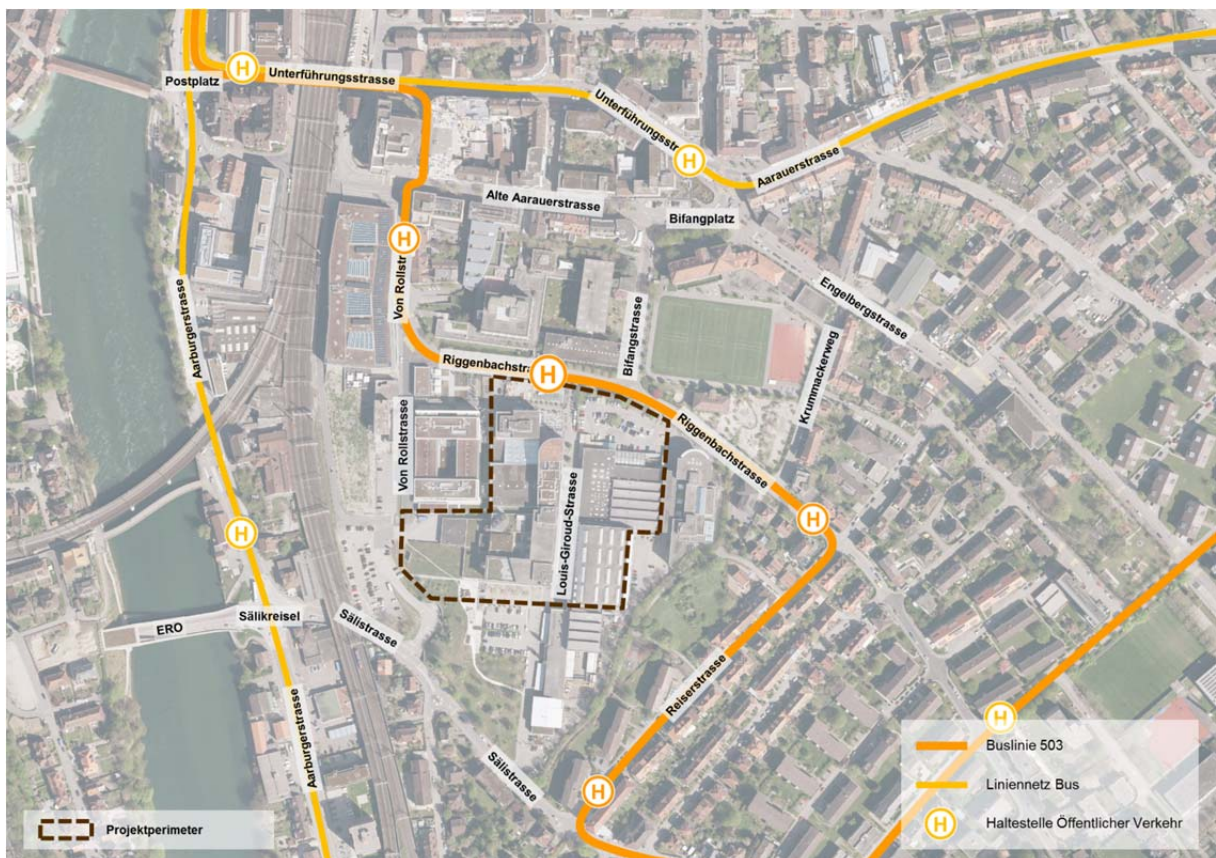 Postplatz
H
Unterführungsstrasse
Unterführungsstr
H
Aarauerstrasse
Alte Aarauerstrasse
Bifangplatz
H
Von Rollstr
Aarburgerstrasse
Engelbergstrasse
Bifangstrasse
Krummackerweg
Riggenbachstra
H
Riggenbachstrasse
Von Rollstrasse
Louis-Giroud-Strasse
H
H
Sälikreisel
ERO
Sälistrasse
Reiserstrasse
Aarburgerstrasse
Sälistrasse
H
H
Buslinie 503
Liniennetz Bus
H
Haltestelle Öffentlicher Verkehr
Projektperimeter